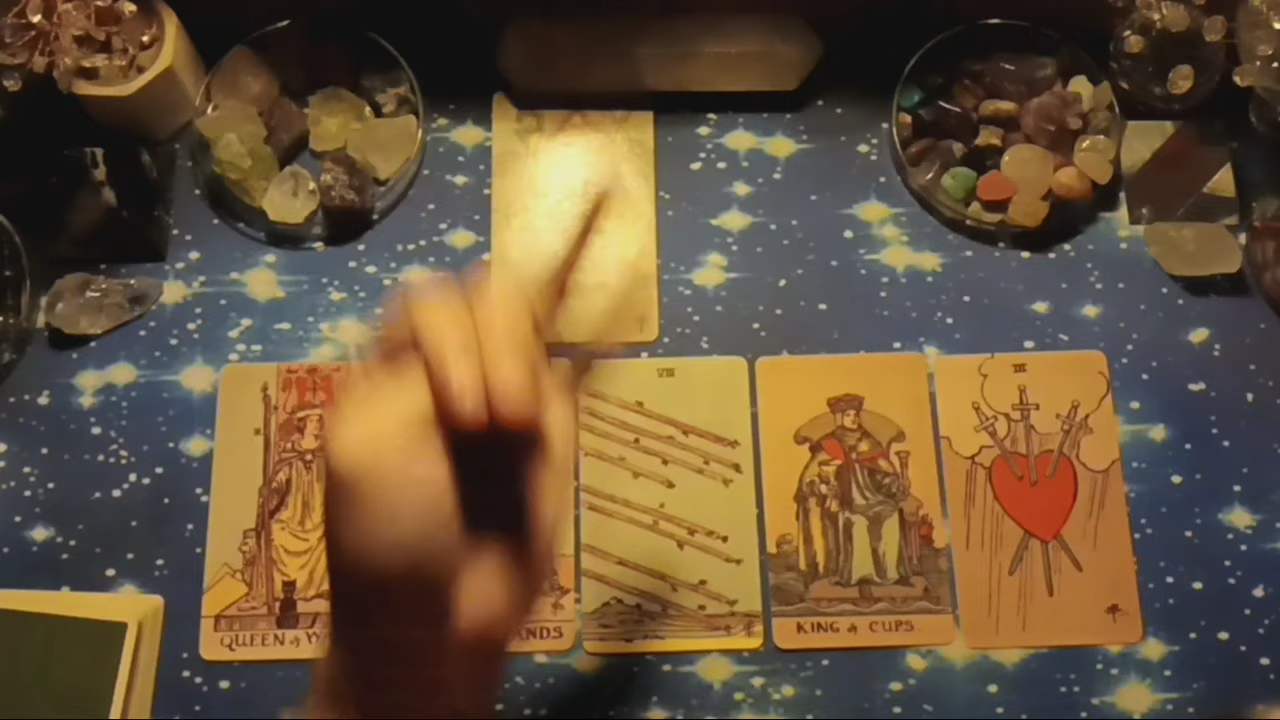 VIII
III
QUEEN of W
ANDS
KING of CUPS.